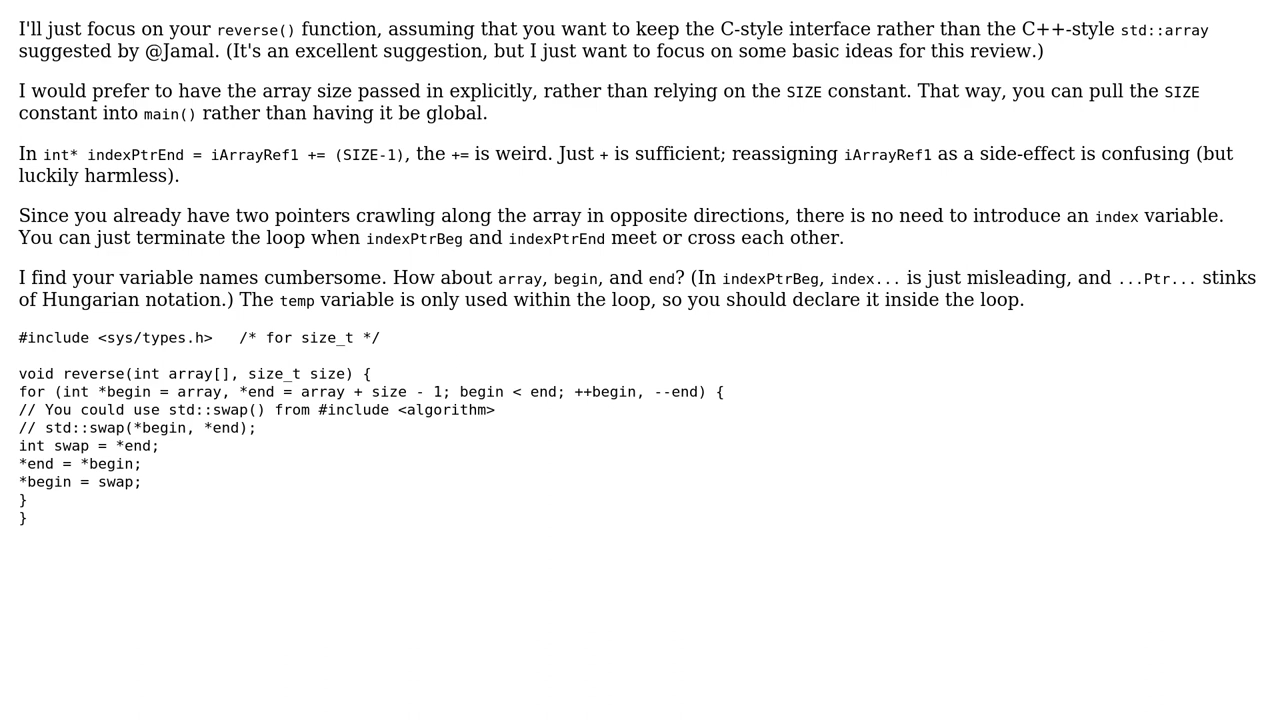 I'll just focus on your reverse() function, assuming that you want to keep the C-style interface rather than the C++-style std::array
suggested by @Jamal. (It's an excellent suggestion, but I just want to focus on some basic ideas for this review.)
I would prefer to have the array size passed in explicitly, rather than relying on the SIZE constant. That way, you can pull the SIZE
constant into main() rather than having it be global.
In int* indexPtrEnd = iArrayRef1 += (SIZE-1), the += is weird. Just + is sufficient; reassigning iArrayRef1 as a side-effect is confusing (but
luckily harmless).
Since you already have two pointers crawling along the array in opposite directions, there is no need to introduce an index variable.
You can just terminate the loop when indexPtrBeg and indexPtrEnd meet or cross each other.
I find your variable names cumbersome. How about array, begin, and end? (In indexPtrBeg, index... is just misleading, and ...Ptr... stinks
of Hungarian notation.) The temp variable is only used within the loop, so you should declare it inside the loop.
#include <sys/types.h>   /* for size_t */
void reverse(int array[], size_t size) {
for (int *begin = array, *end = array + size - 1; begin < end; ++begin, --end) {
// You could use std::swap() from #include <algorithm>
// std::swap(*begin, *end);
int swap = *end;
*end = *begin;
*begin = swap;
}
}